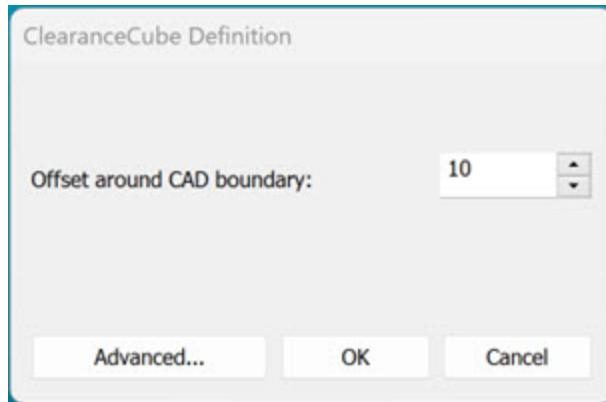 ClearanceCube Definition
Offset around CAD boundary: 10
Advanced... OK Cancel